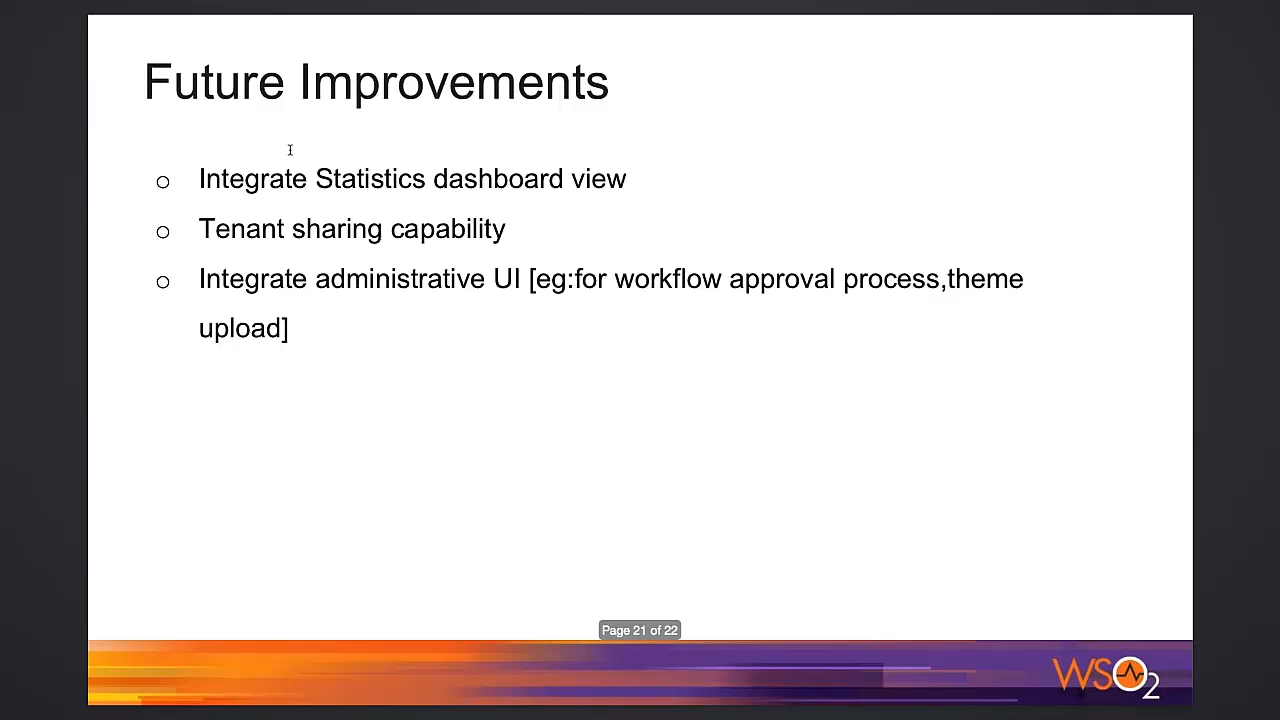 Future Improvements
Integrate Statistics dashboard view
Tenant sharing capability
Integrate administrative UI [eg:for workflow approval process,theme
upload]
Page 21 of 22
WSO2